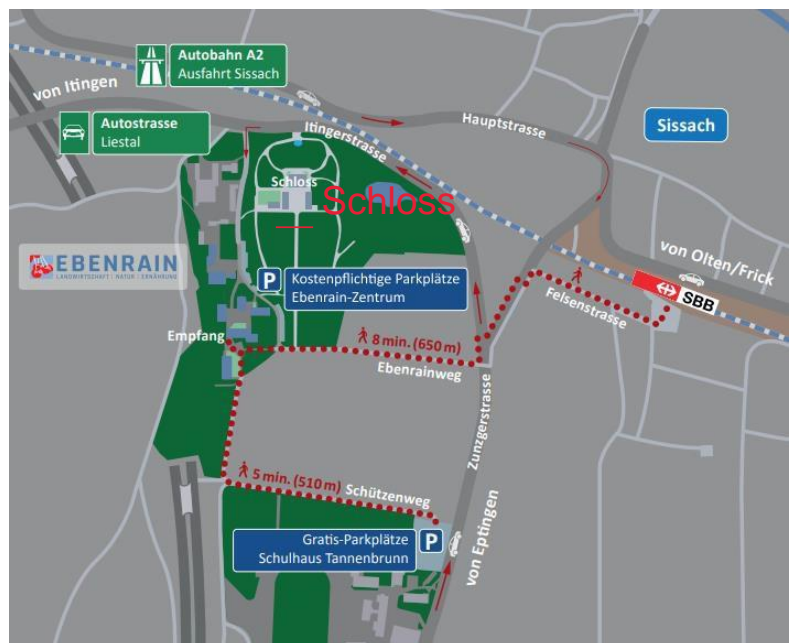 Autobahn A2
Ausfahrt Sissach
von Itingen
Autostrasse
Liestal
Itingerstrasse
Hauptstrasse
Sissach
Schloss
Schloss
EBENRAIN
LANDWIRTSCHAFT | NATUR | ERNÄHRUNG
P
Kostenpflichtige Parkplätze
Ebenrain-Zentrum
von Olten/Frick
SBB
Felsenstrasse
Empfang
8 min. (650 m)
Ebenrainweg
Zunzgerstrasse
5 min. (510 m)
Schützenweg
Gratis-Parkplätze
Schulhaus Tannenbrunn
P
von Eptingen